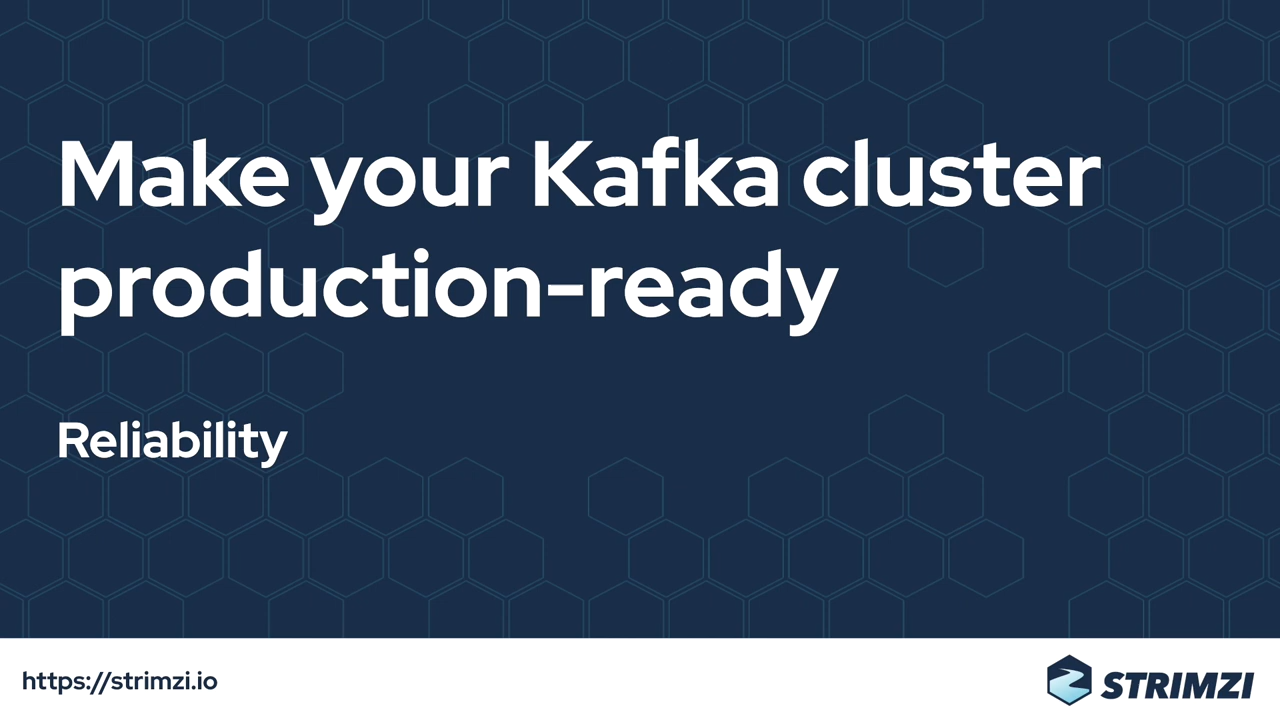 Make your Kafka cluster
production-ready
Reliability
https://strimzi.io
STRIMZI